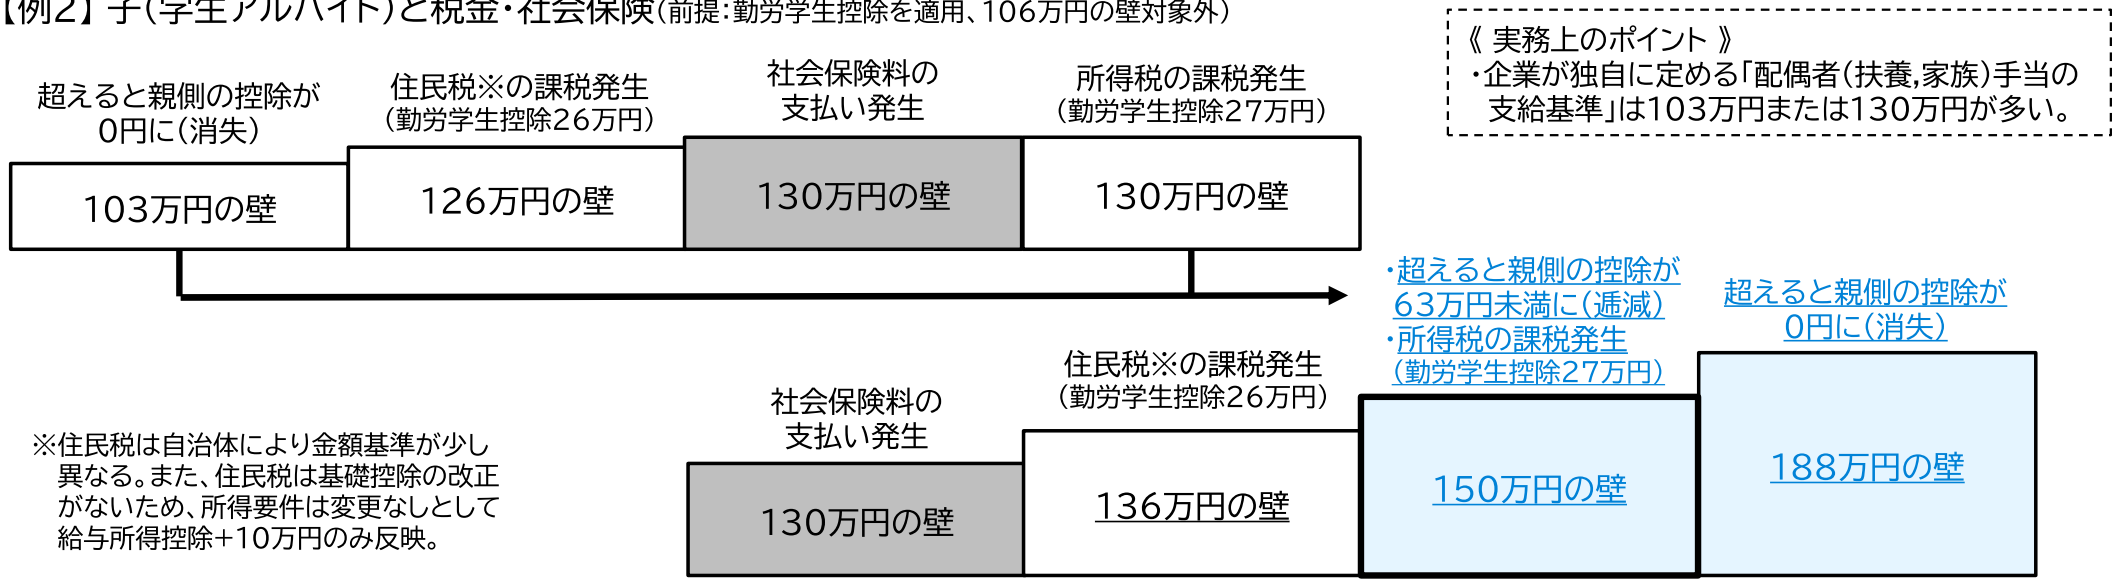 【例2】 子(学生アルバイト)と税金・社会保険(前提:勤労学生控除を適用、106万円の壁対象外)
《 実務上のポイント 》
・企業が独自に定める「配偶者(扶養,家族)手当の
支給基準」は103万円または130万円が多い。
超えると親側の控除が
0円に(消失)
住民税※の課税発生
(勤労学生控除26万円)
社会保険料の
支払い発生
所得税の課税発生
(勤労学生控除27万円)
103万円の壁
126万円の壁
130万円の壁
130万円の壁
・超えると親側の控除が
63万円未満に(逓減)
・所得税の課税発生
(勤労学生控除27万円)
超えると親側の控除が
0円に(消失)
住民税※の課税発生
(勤労学生控除26万円)
社会保険料の
支払い発生
130万円の壁
136万円の壁
150万円の壁
188万円の壁
※住民税は自治体により金額基準が少し
異なる。また、住民税は基礎控除の改正
がないため、所得要件は変更なしとして
給与所得控除+10万円のみ反映。